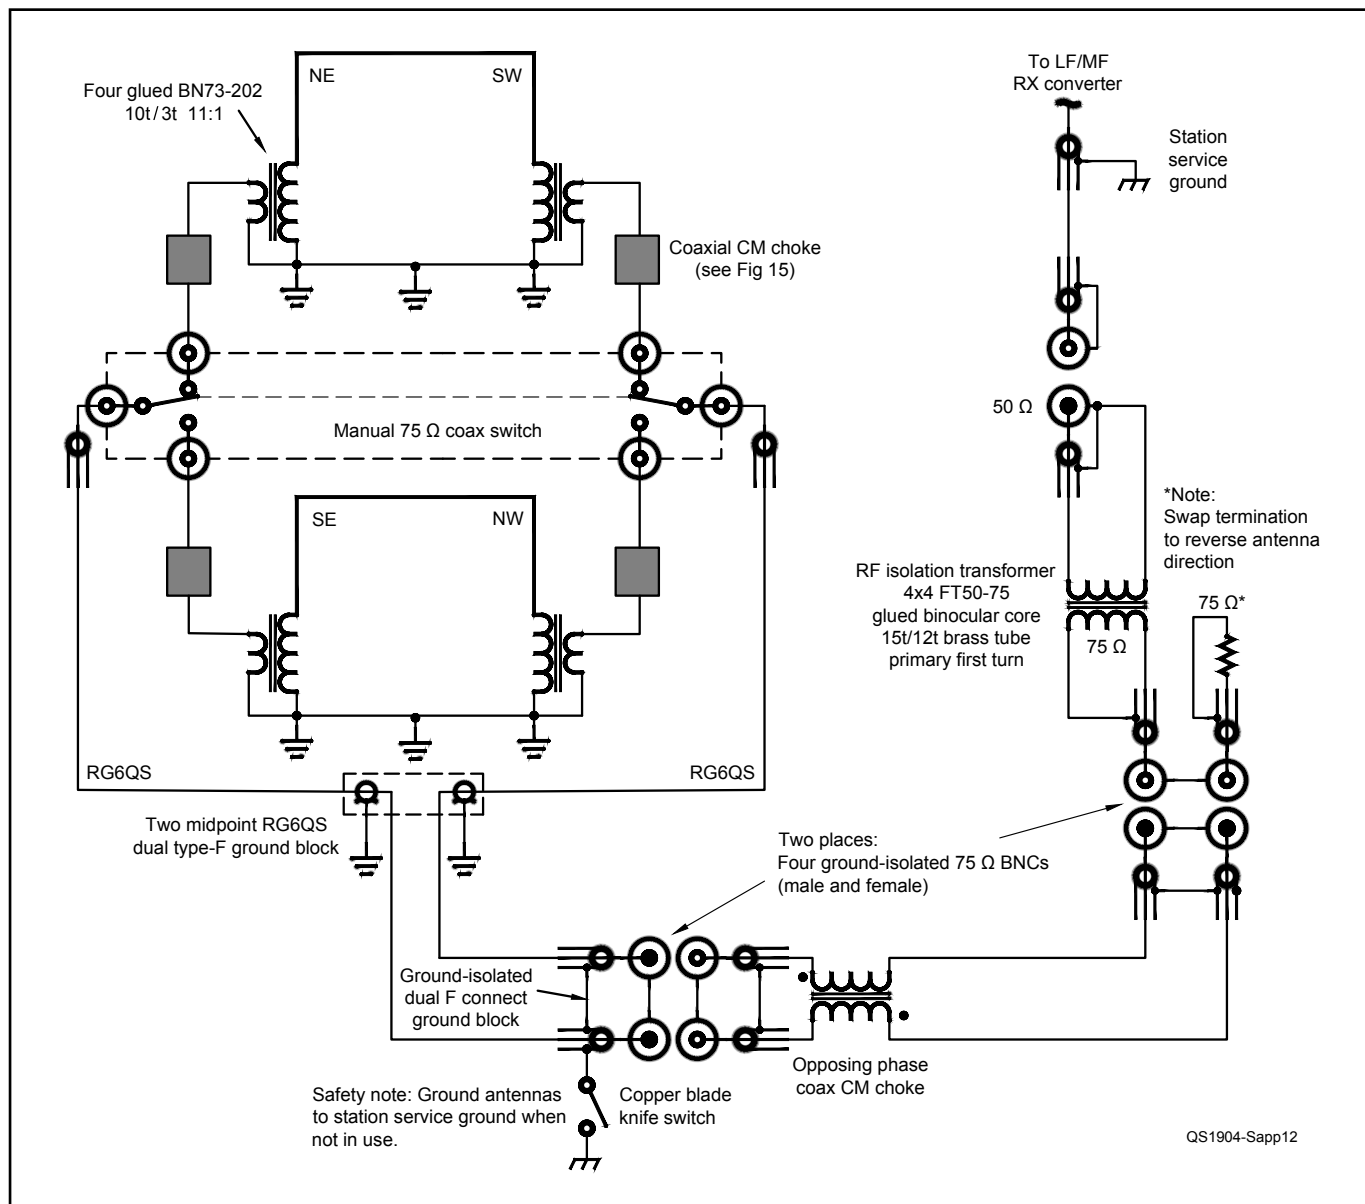 NE
SW
Four glued BN73-202
10t/3t 11:1
To LF/MF
RX converter
Station
service
ground
Coaxial CM choke
(see Fig 15)
Manual 75 Ω coax switch
50 Ω
SE
NW
*Note:
Swap termination
to reverse antenna
direction
RF isolation transformer
4x4 FT50-75
glued binocular core
15t/12t brass tube
primary first turn
75 Ω
75 Ω*
RG6QS
RG6QS
Two midpoint RG6QS
dual type-F ground block
Two places:
Four ground-isolated 75 Ω BNCs
(male and female)
Ground-isolated
dual F connect
ground block
Opposing phase
coax CM choke
Safety note: Ground antennas
to station service ground when
not in use.
Copper blade
knife switch
QS1904-Sapp12